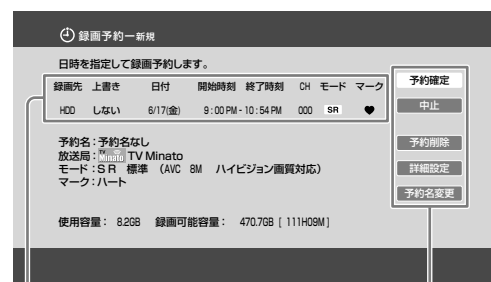 録画予約ー新規
日時を指定して録画予約します。
録画先 上書き 日付 開始時刻 終了時刻 CH モード マーク
HDD しない 6/17(金) 9:00 PM - 10:54 PM 000 SR ♥
予約名:予約名なし
放送局: TV Minato TV Minato
モード:SR 標準 (AVC 8M ハイビジョン画質対応)
マーク:ハート
使用容量: 8.2GB 録画可能容量: 470.7GB [ 111H09M ]
予約確定
中止
予約削除
詳細設定
予約名変更